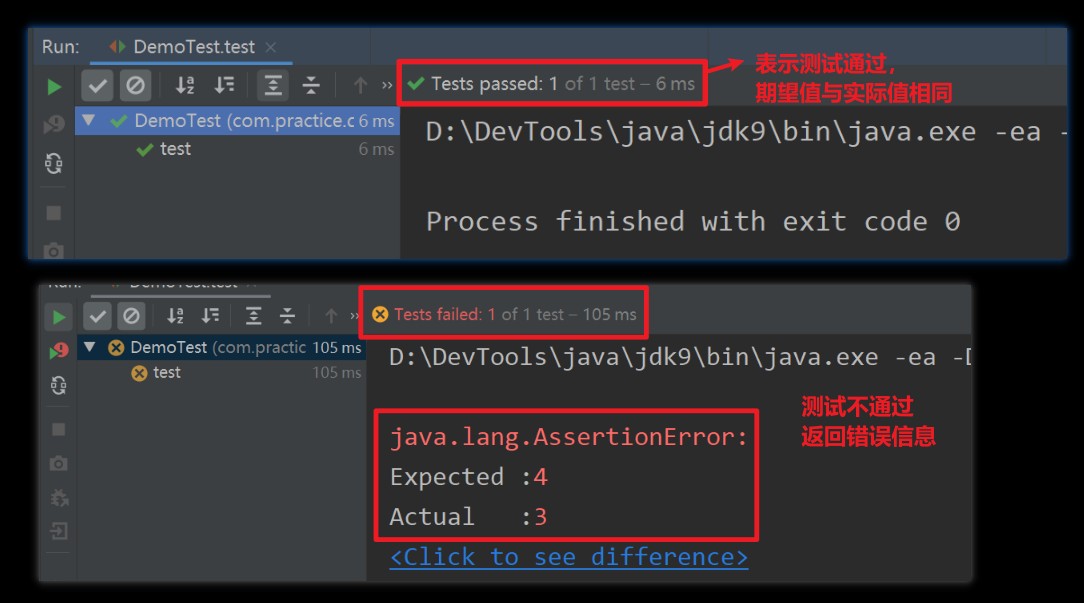 Run: DemoTest.test ×
Tests passed: 1 of 1 test – 6 ms
表示测试通过，
期望值与实际值相同
DemoTest (com.practice.c 6 ms
test 6 ms
D:\DevTools\java\jdk9\bin\java.exe -ea -
Process finished with exit code 0
Run: DemoTest.test
Tests failed: 1 of 1 test – 105 ms
DemoTest (com.practic 105 ms
test 105 ms
D:\DevTools\java\jdk9\bin\java.exe -ea -D
java.lang.AssertionError:
Expected :4
Actual :3
<Click to see difference>
测试不通过
返回错误信息